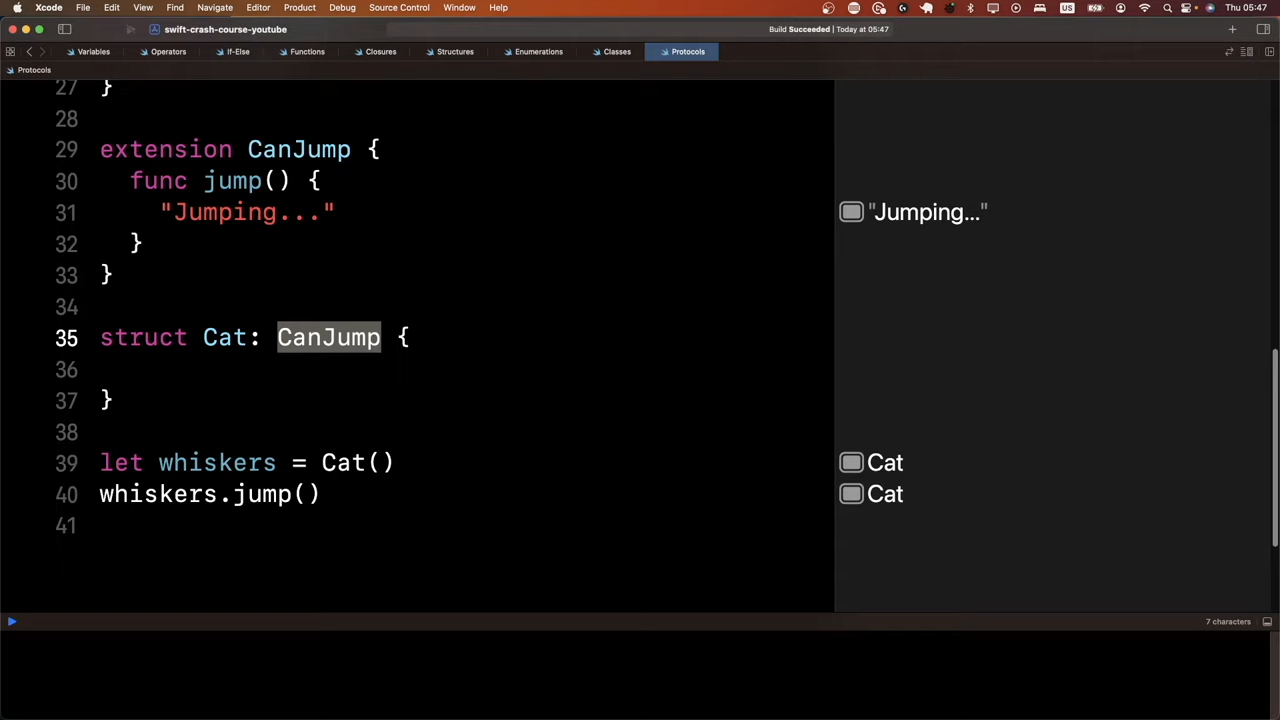 Xcode File Edit View Find Navigate Editor Product Debug Source Control Window Help US Thu 05:47
swift-crash-course-youtube Build Succeeded | Today at 05:47
Variables Operators If-Else Functions Closures Structures Enumerations Classes Protocols
Protocols
27 }
28
29 extension CanJump {
30 func jump() {
31 "Jumping..." "Jumping..."
32 }
33 }
34
35 struct Cat: CanJump {
36
37 }
38
39 let whiskers = Cat() Cat
40 whiskers.jump() Cat
41
7 characters